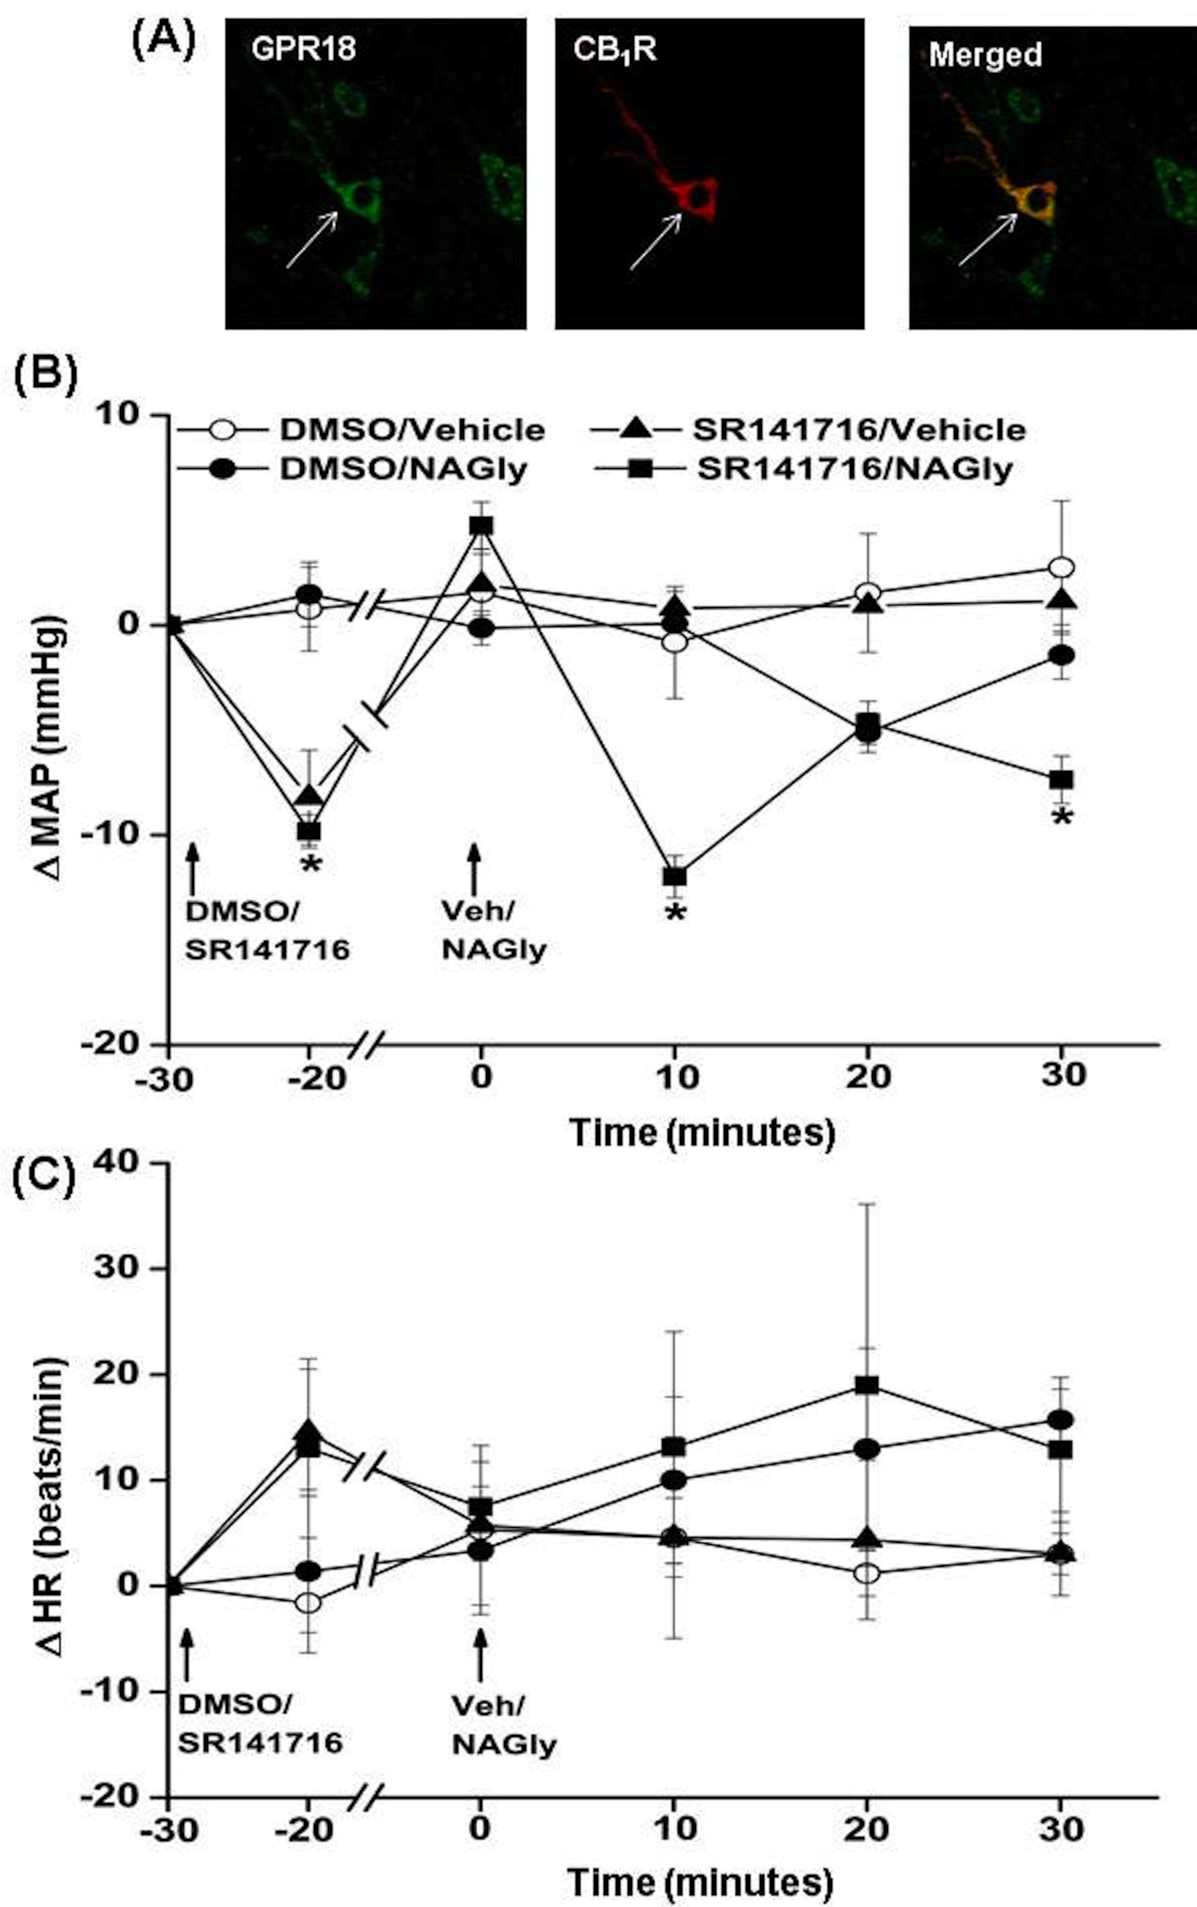 (A)
GPR18
CB₁R
Merged
(B)
DMSO/Vehicle
SR141716/Vehicle
DMSO/NAGly
SR141716/NAGly
10
0
-10
-20
Δ MAP (mmHg)
*
*
*
DMSO/
SR141716
Veh/
NAGly
-30
-20
0
10
20
30
Time (minutes)
(C)
40
30
20
10
0
-10
-20
Δ HR (beats/min)
DMSO/
SR141716
Veh/
NAGly
-30
-20
0
10
20
30
Time (minutes)